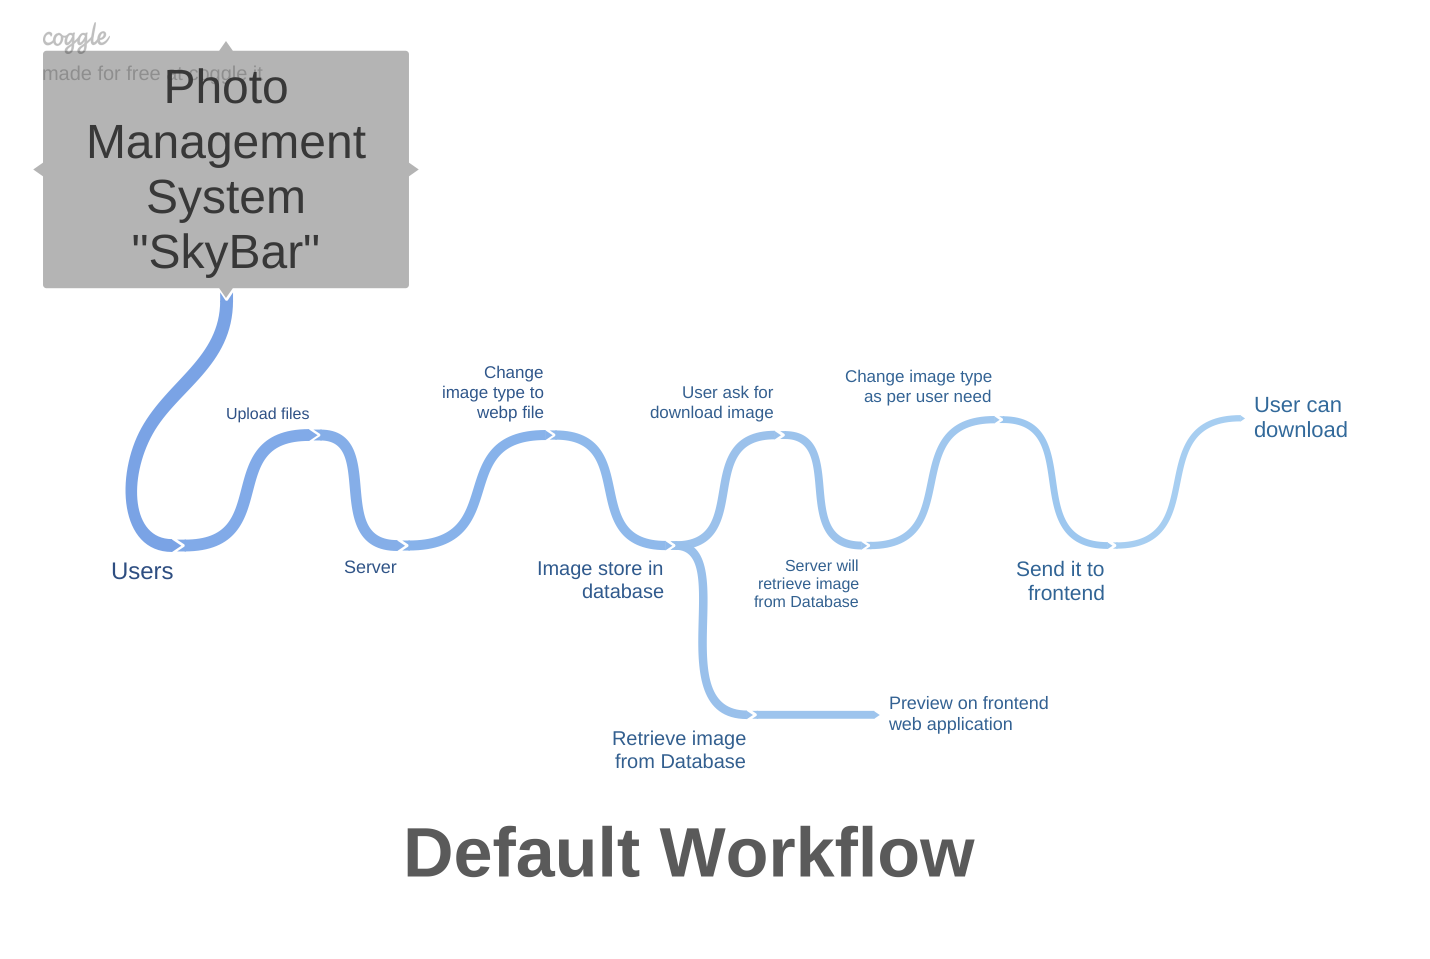 coggle
made for free at coggle.it
Photo
Management
System
"SkyBar"
Users
Upload files
Server
Change
image type to
webp file
Image store in
database
User ask for
download image
Server will
retrieve image
from Database
Change image type
as per user need
Send it to
frontend
User can
download
Retrieve image
from Database
Preview on frontend
web application
Default Workflow